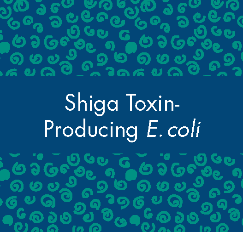 Shiga Toxin-
Producing E. coli